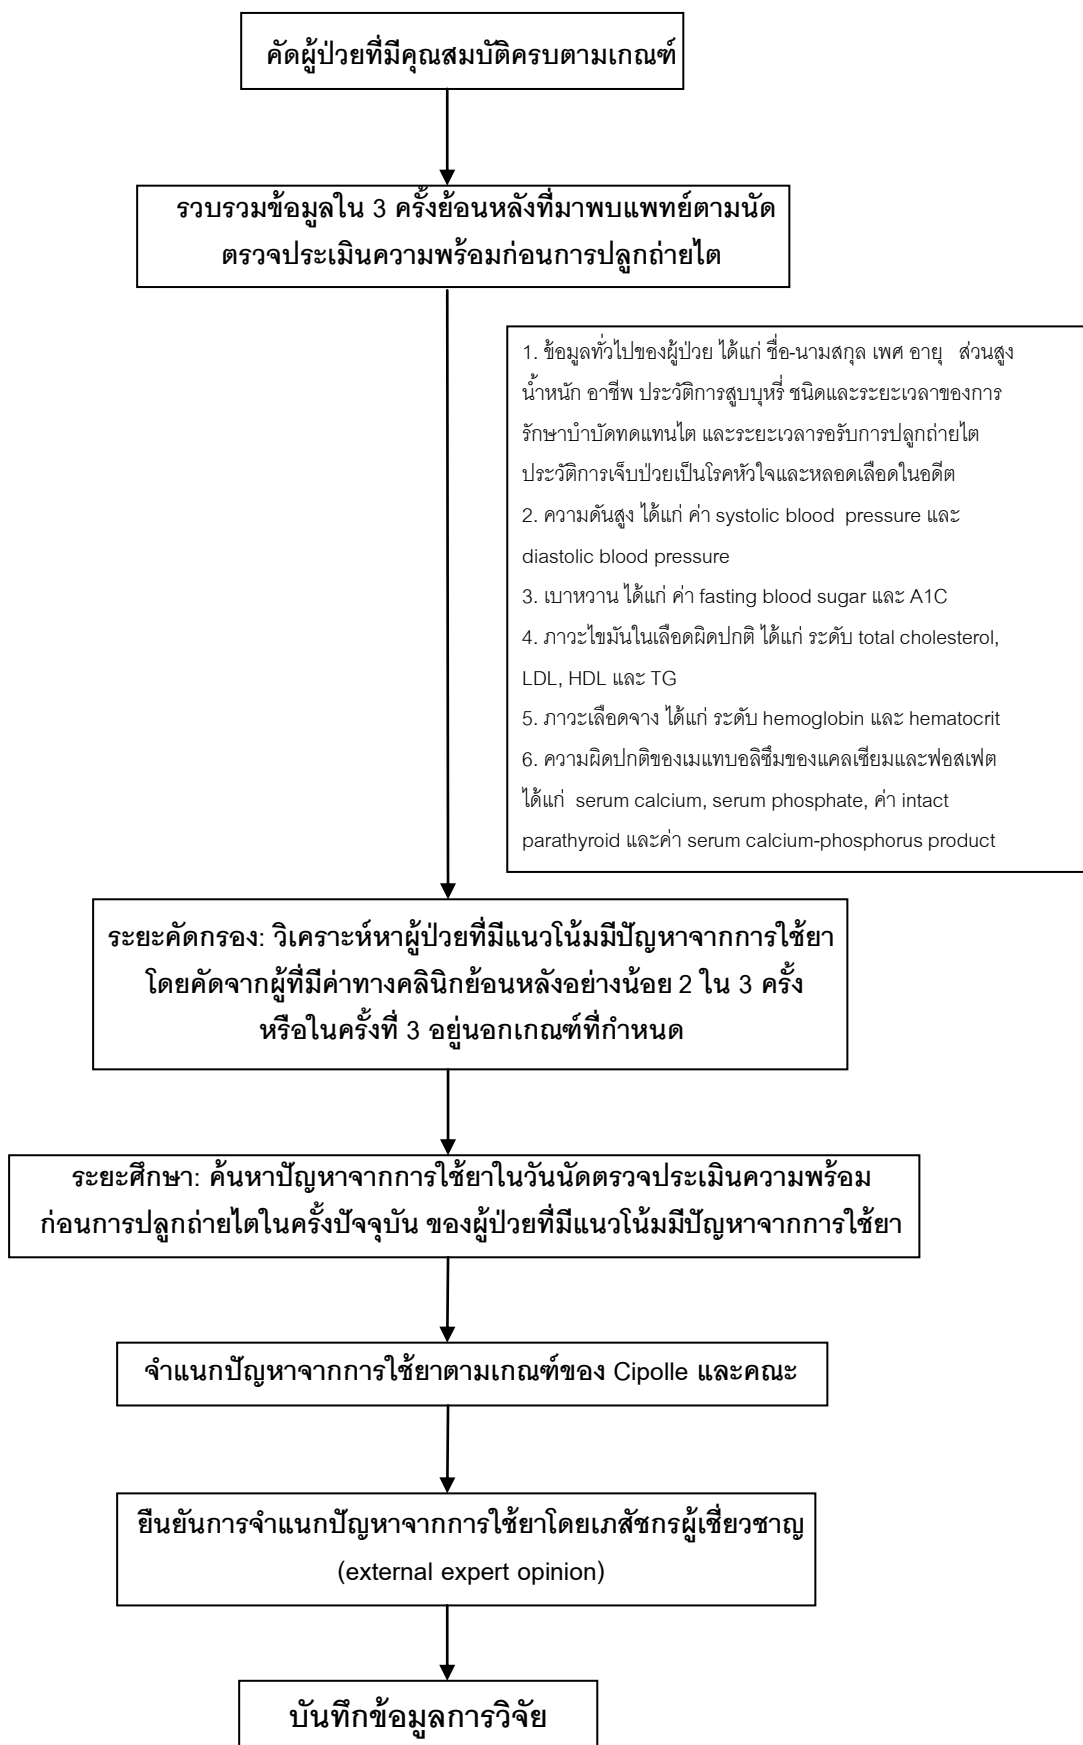 คัดผู้ป่วยที่มีคุณสมบัติครบตามเกณฑ์
รวบรวมข้อมูลใน 3 ครั้งย้อนหลังที่มาพบแพทย์ตามนัด
ตรวจประเมินความพร้อมก่อนการปลูกถ่ายไต
1. ข้อมูลทั่วไปของผู้ป่วย ได้แก่ ชื่อ-นามสกุล เพศ อายุ ส่วนสูง
น้ำหนัก อาชีพ ประวัติการสูบบุหรี่ ชนิดและระยะเวลาของการ
รักษาบำบัดทดแทนไต และระยะเวลารอรับการปลูกถ่ายไต
ประวัติการเจ็บป่วยเป็นโรคหัวใจและหลอดเลือดในอดีต
2. ความดันสูง ได้แก่ ค่า systolic blood pressure และ
diastolic blood pressure
3. เบาหวาน ได้แก่ ค่า fasting blood sugar และ A1C
4. ภาวะไขมันในเลือดผิดปกติ ได้แก่ ระดับ total cholesterol,
LDL, HDL และ TG
5. ภาวะเลือดจาง ได้แก่ ระดับ hemoglobin และ hematocrit
6. ความผิดปกติของเมแทบอลิซึมของแคลเซียมและฟอสเฟต
ได้แก่ serum calcium, serum phosphate, ค่า intact
parathyroid และค่า serum calcium-phosphorus product
ระยะคัดกรอง: วิเคราะห์หาผู้ป่วยที่มีแนวโน้มมีปัญหาจากการใช้ยา
โดยคัดจากผู้ที่มีค่าทางคลินิกย้อนหลังอย่างน้อย 2 ใน 3 ครั้ง
หรือในครั้งที่ 3 อยู่นอกเกณฑ์ที่กำหนด
ระยะศึกษา: ค้นหาปัญหาจากการใช้ยาในวันนัดตรวจประเมินความพร้อม
ก่อนการปลูกถ่ายไตในครั้งปัจจุบัน ของผู้ป่วยที่มีแนวโน้มมีปัญหาจากการใช้ยา
จำแนกปัญหาจากการใช้ยาตามเกณฑ์ของ Cipolle และคณะ
ยืนยันการจำแนกปัญหาจากการใช้ยาโดยเภสัชกรผู้เชี่ยวชาญ
(external expert opinion)
บันทึกข้อมูลการวิจัย